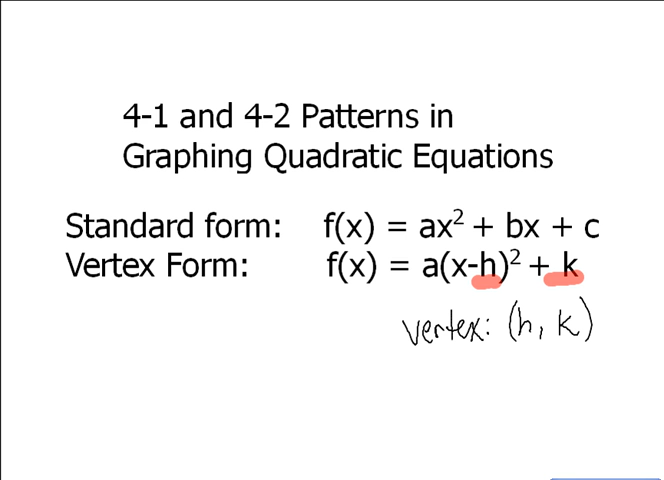 4-1 and 4-2 Patterns in
Graphing Quadratic Equations
Standard form: f(x) = ax² + bx + c
Vertex Form: f(x) = a(x-h)² + k
vertex: (h, k)